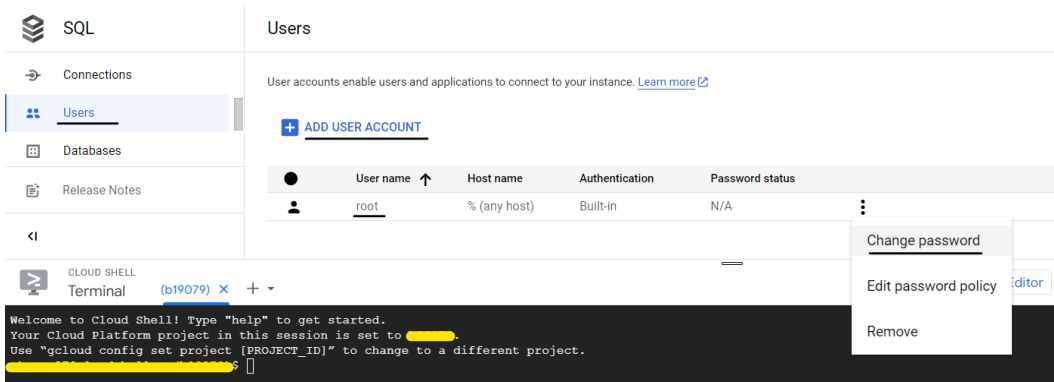 SQL
Users
Connections
User accounts enable users and applications to connect to your instance. Learn more
Users
ADD USER ACCOUNT
Databases
User name Host name Authentication Password status
Release Notes
root % (any host) Built-in N/A
Change password
Edit password policy
Remove
CLOUD SHELL
Terminal (b19079) × + Editor
Welcome to Cloud Shell! Type "help" to get started.
Your Cloud Platform project in this session is set to .
Use "gcloud config set project [PROJECT_ID]" to change to a different project.
$